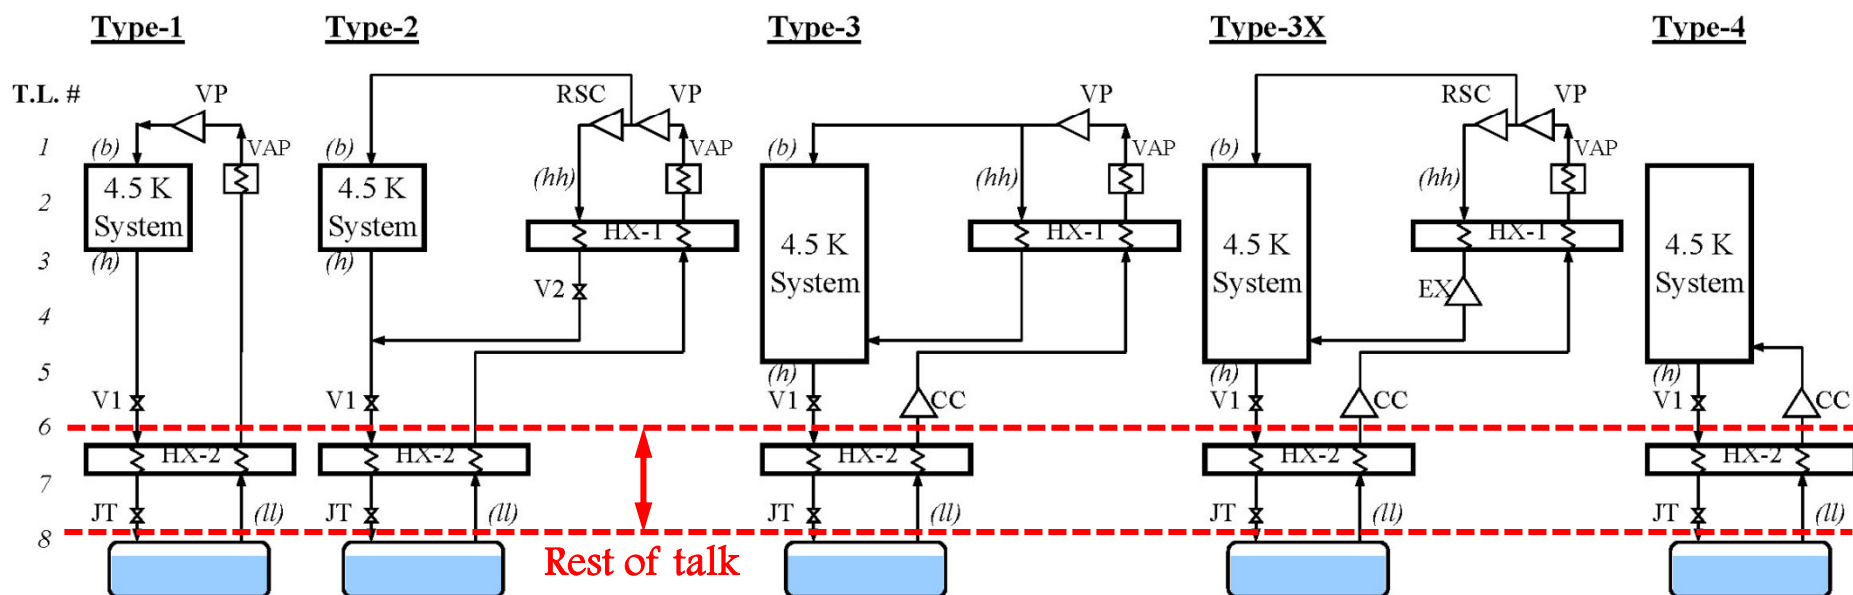 Type-1 Type-2 Type-3 Type-3X Type-4
T.L. # VP RSC VP VP RSC VP
1 (b) VAP (b) VAP (b) VAP (b) VAP
2 4.5 K 4.5 K (hh) (hh) (hh)
System System HX-1 4.5 K HX-1 4.5 K HX-1 4.5 K
3 (h) (h) System System System
V2 EX
4
5 (h) (h) (h)
V1 V1 V1 CC V1 CC V1 CC
6
HX-2 HX-2 HX-2 HX-2 HX-2
7
JT (ll) JT (ll) JT (ll) JT (ll) JT (ll)
8
Rest of talk